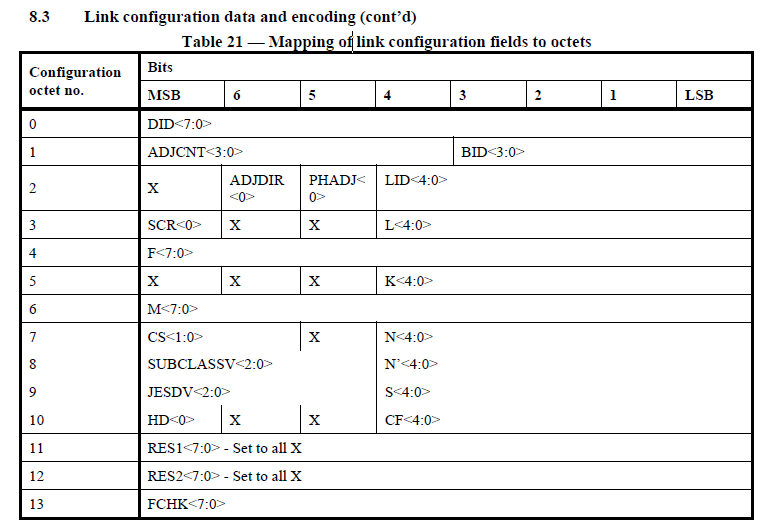 8.3 Link configuration data and encoding (cont’d)
Table 21 — Mapping of link configuration fields to octets
Configuration octet no. Bits
MSB 6 5 4 3 2 1 LSB
0 DID<7:0>
1 ADJCNT<3:0> BID<3:0>
2 X ADJDIR <0> PHADJ< 0> LID<4:0>
3 SCR<0> X X L<4:0>
4 F<7:0>
5 X X X K<4:0>
6 M<7:0>
7 CS<1:0> X N<4:0>
8 SUBCLASSV<2:0> N’<4:0>
9 JESDV<2:0> S<4:0>
10 HD<0> X X CF<4:0>
11 RES1<7:0> - Set to all X
12 RES2<7:0> - Set to all X
13 FCHK<7:0>